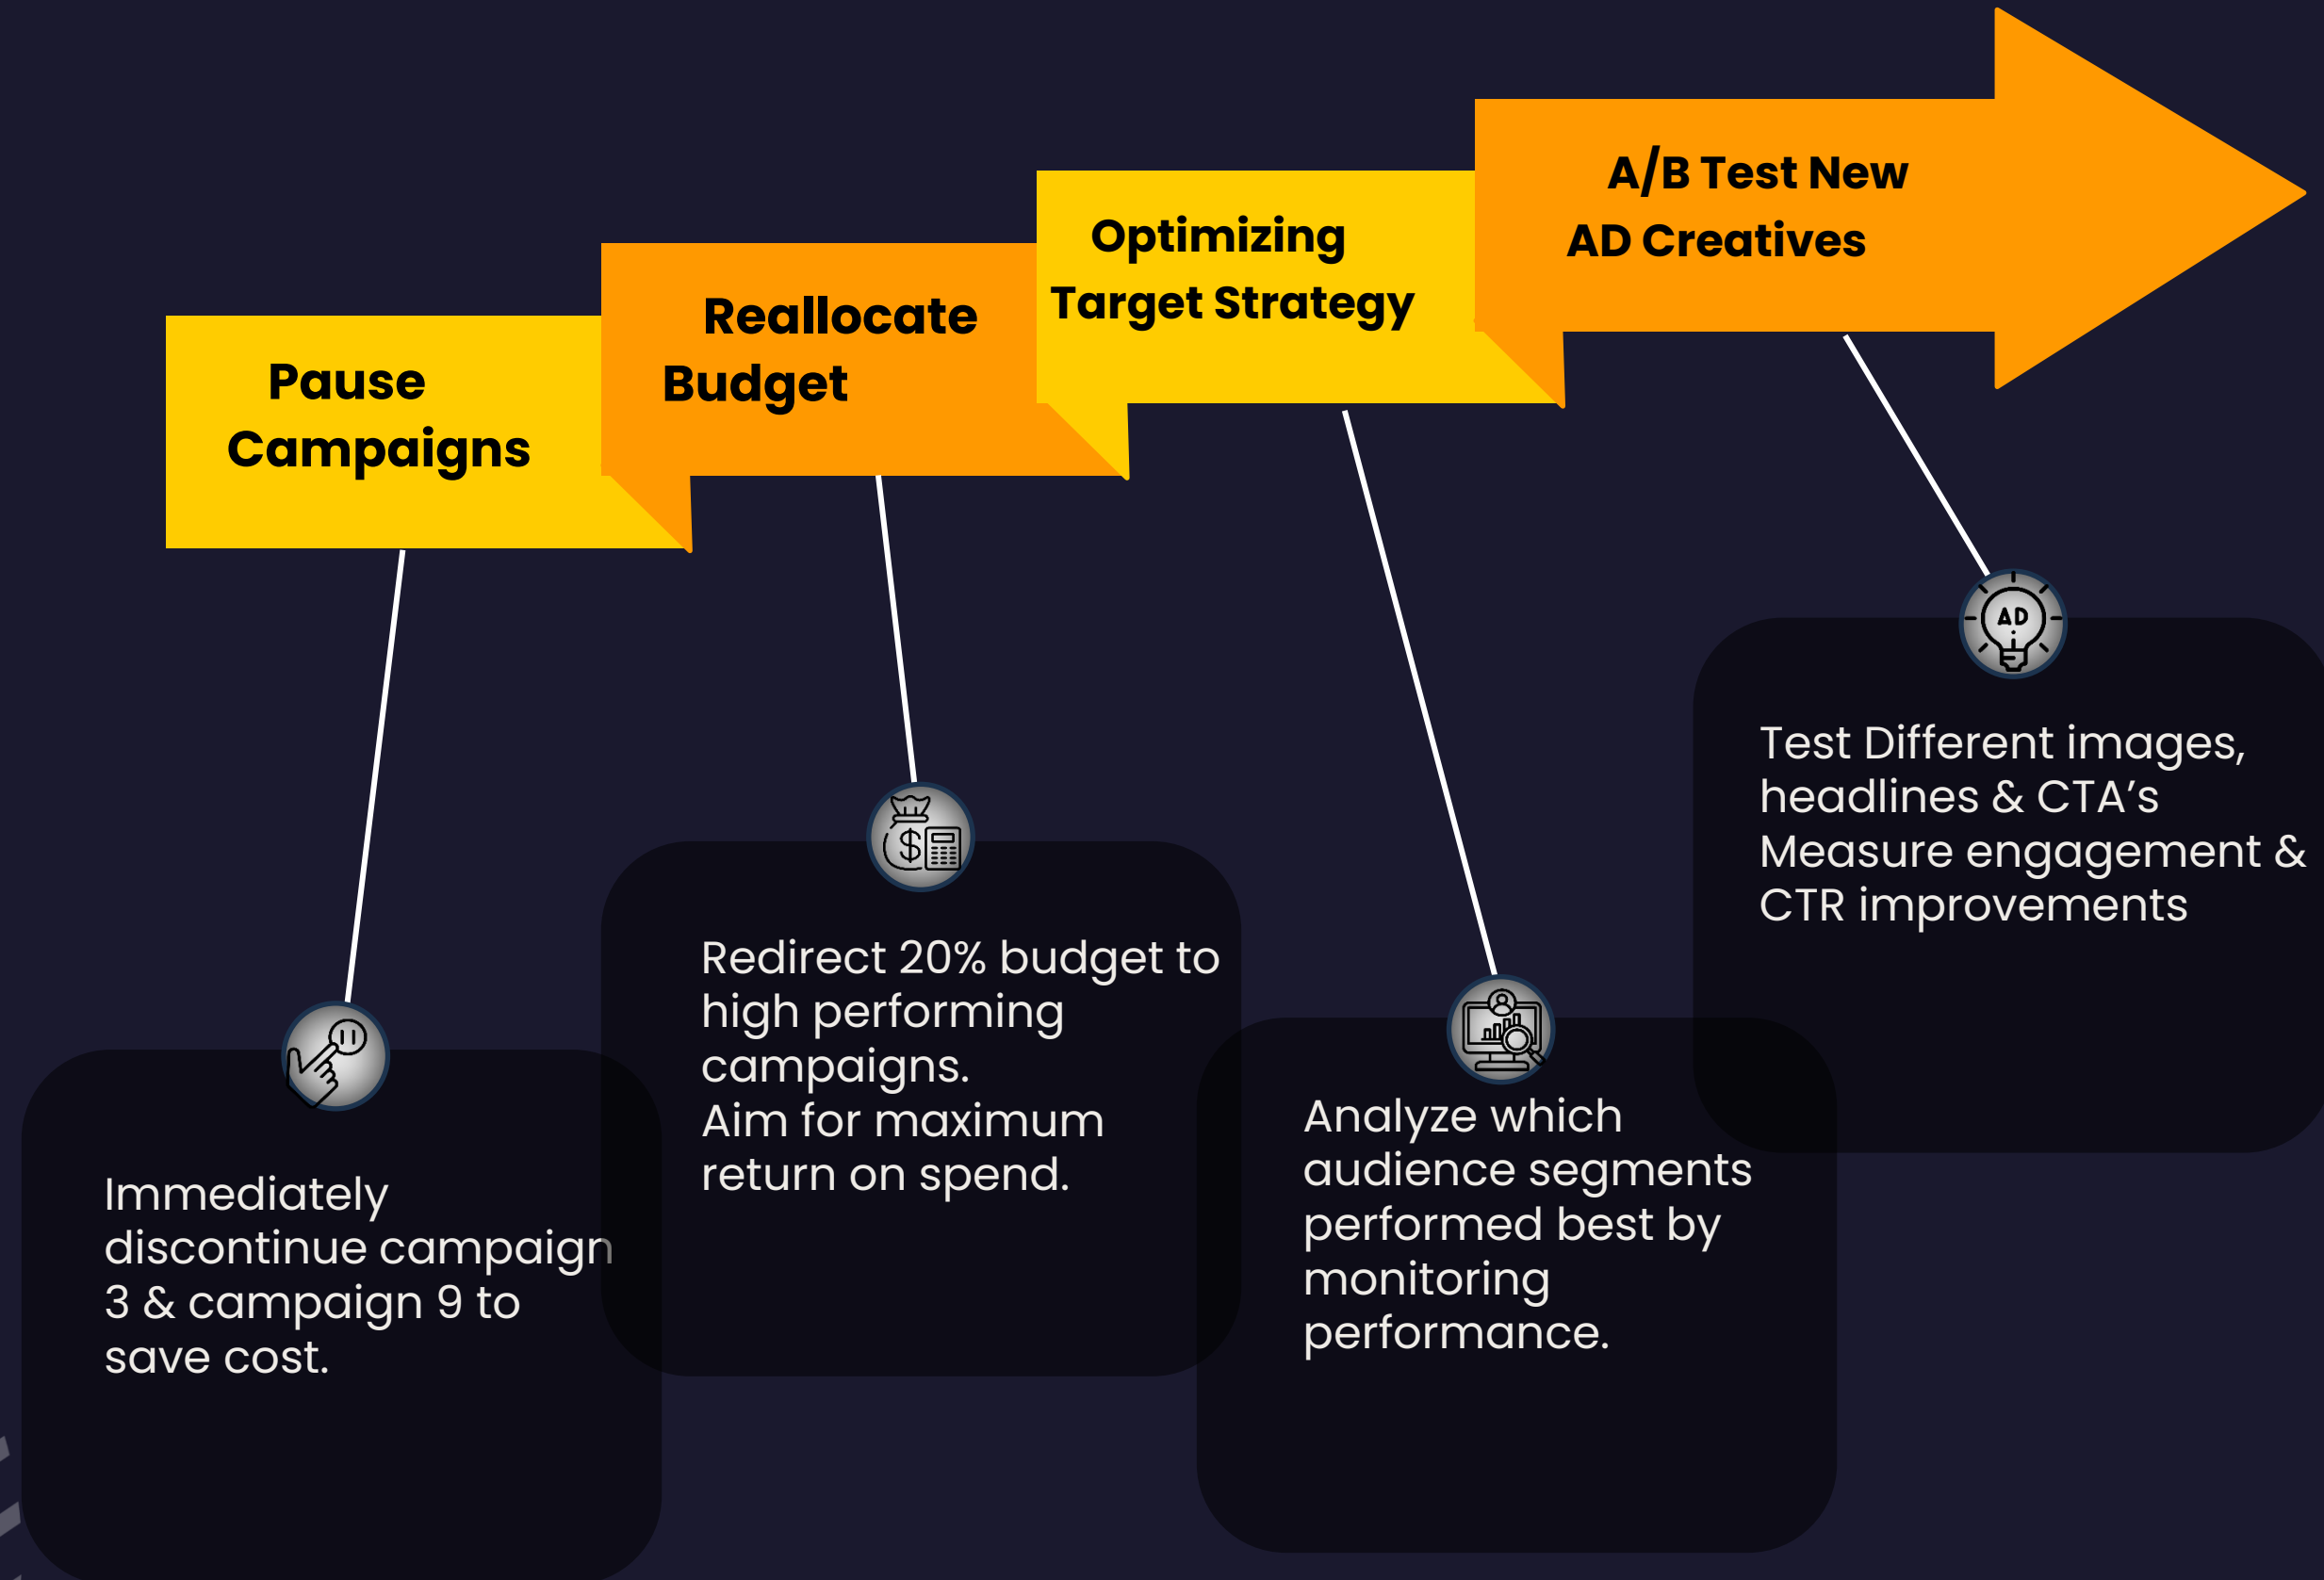 Pause
Campaigns
Reallocate
Budget
Optimizing
Target Strategy
A/B Test New
AD Creatives
Immediately
discontinue campaign
3 & campaign 9 to
save cost.
$
Redirect 20% budget to
high performing
campaigns.
Aim for maximum
return on spend.
Analyze which
audience segments
performed best by
monitoring
performance.
AD
Test Different images,
headlines & CTA’s
Measure engagement &
CTR improvements